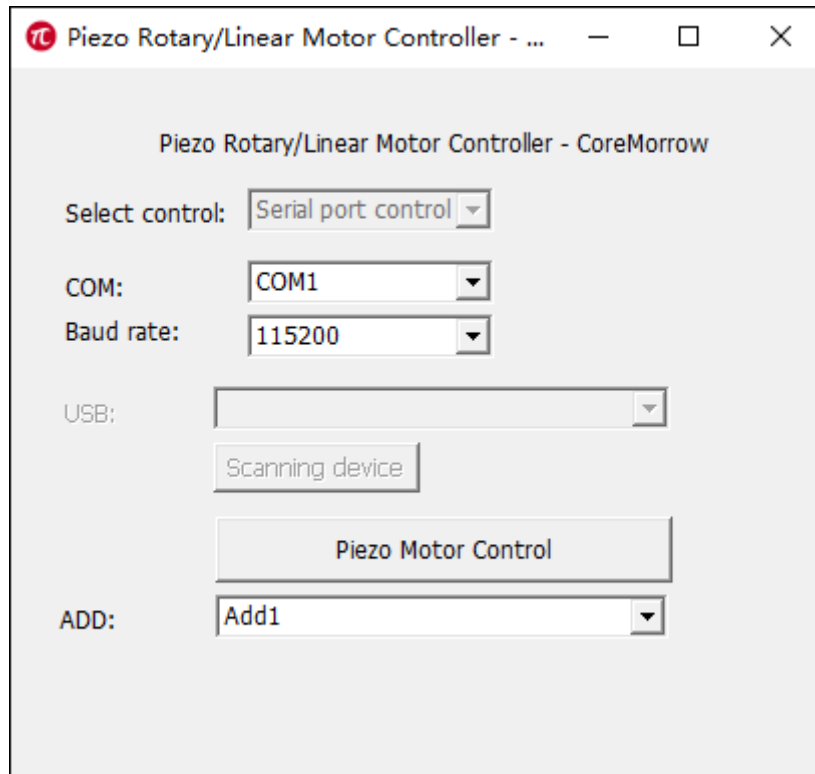 Piezo Rotary/Linear Motor Controller - ...
Piezo Rotary/Linear Motor Controller - CoreMorrow
Select control: Serial port control
COM: COM1
Baud rate: 115200
USB:
Scanning device
Piezo Motor Control
ADD: Add1